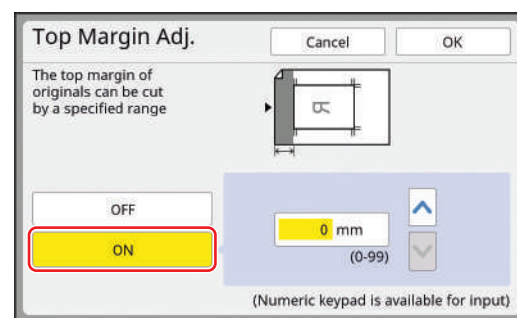 Top Margin Adj.
Cancel
OK
The top margin of
originals can be cut
by a specified range
R
OFF
ON
0 mm
(0-99)
(Numeric keypad is available for input)